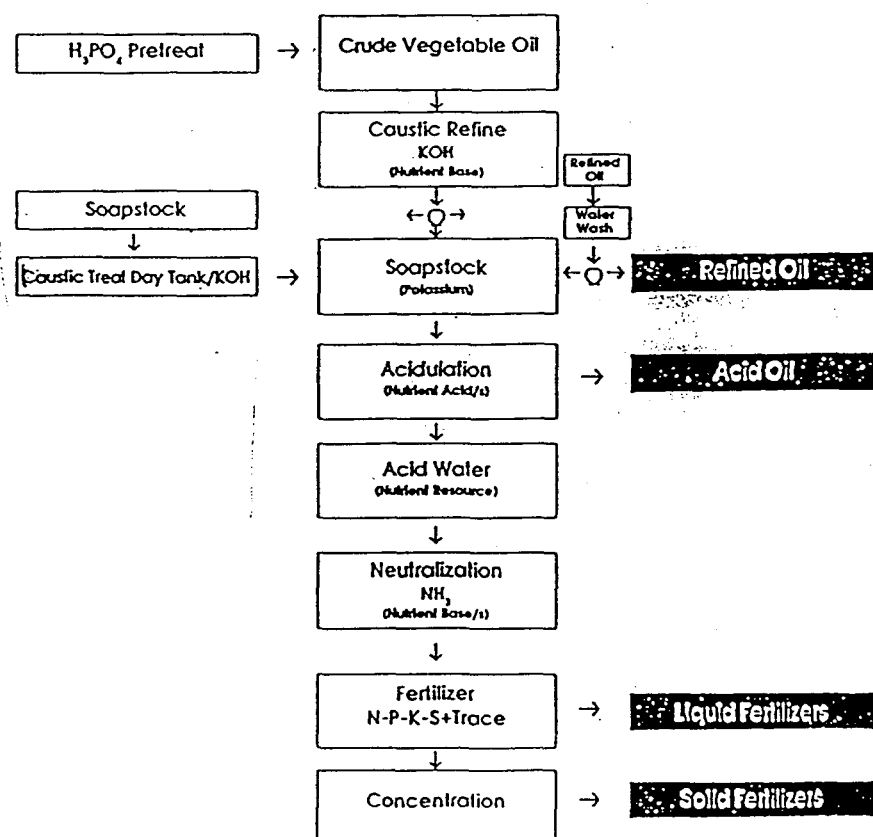 H₃PO₄ Pretreat
Crude Vegetable Oil
Caustic Refine
KOH
(Nutrient Base)
Refined
Oil
Water
Wash
Soapstock
Caustic Treat Day Tank/KOH
Soapstock
(Potassium)
Refined Oil
Acidulation
(Nutrient Acid/s)
Acid Oil
Acid Water
(Nutrient Resource)
Neutralization
NH₃
(Nutrient Base/s)
Fertilizer
N-P-K-S+Trace
Liquid Fertilizers
Concentration
Solid Fertilizers